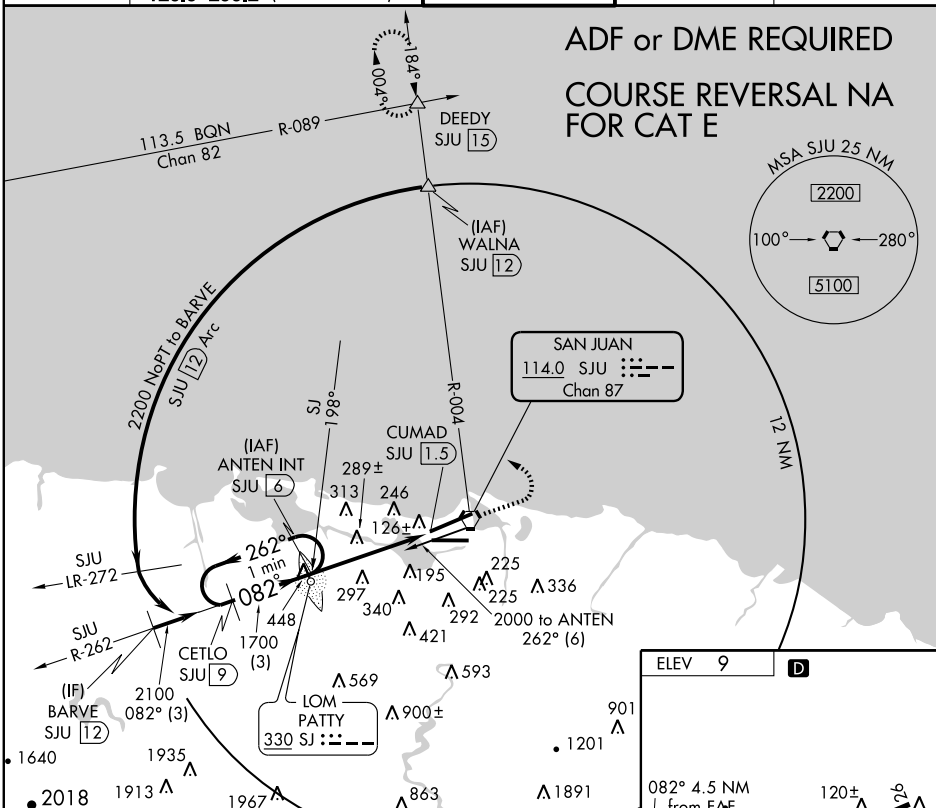 ADF or DME REQUIRED
COURSE REVERSAL NA
FOR CAT E
184°
004°
DEEDY
SJU 15
113.5 BQN
Chan 82
R-089
MSA SJU 25 NM
2200
100°
280°
5100
(IAF)
WALNA
SJU 12
2200 NoPT to BARVE
SJU 12 Arc
SAN JUAN
114.0 SJU
Chan 87
R-004
SJ
198°
12 NM
CUMAD
SJU 1.5
(IAF)
ANTEN INT
SJU 6
289±
313
246
126±
262°
1 min
082°
SJU
LR-272
195
225
225
336
297
340
292
448
421
2000 to ANTEN
262° (6)
1700
(3)
SJU
R-262
CETLO
SJU 9
2100
082° (3)
(IF)
BARVE
SJU 12
569
593
LOM
PATTY
330 SJ
900±
901
1201
1640
1935
1913
2018
1967
863
1891
ELEV 9
D
082° 4.5 NM
from FAF
120±
26